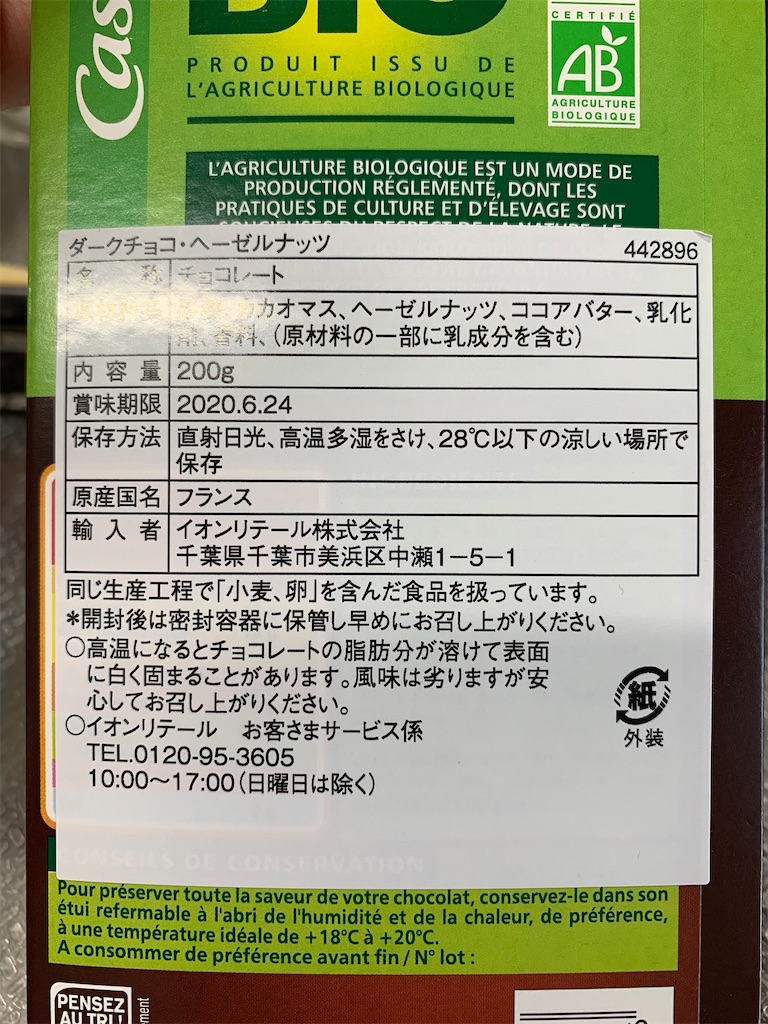 Cas
BIO
CERTIFIÉ
AB
AGRICULTURE
BIOLOGIQUE
PRODUIT ISSU DE
L'AGRICULTURE BIOLOGIQUE
L'AGRICULTURE BIOLOGIQUE EST UN MODE DE
PRODUCTION RÉGLEMENTÉ, DONT LES
PRATIQUES DE CULTURE ET D'ÉLEVAGE SONT
ダークチョコ・ヘーゼルナッツ 442896
名 称 チョコレート
カカオマス、ヘーゼルナッツ、ココアバター、乳化
剤、香料、(原材料の一部に乳成分を含む)
内容量 200g
賞味期限 2020.6.24
保存方法 直射日光、高温多湿をさけ、28℃以下の涼しい場所で
保存
原産国名 フランス
輸入者 イオンリテール株式会社
千葉県千葉市美浜区中瀬1-5-1
同じ生産工程で「小麦、卵」を含んだ食品を扱っています。
*開封後は密封容器に保管し早めにお召し上がりください。
○高温になるとチョコレートの脂肪分が溶けて表面
に白く固まることがあります。風味は劣りますが安
心してお召し上がりください。
○イオンリテール お客さまサービス係
TEL.0120-95-3605
10:00〜17:00(日曜日は除く)
紙
外装
CONSEILS DE CONSERVATION
Pour préserver toute la saveur de votre chocolat, conservez-le dans son
étui refermable à l'abri de l'humidité et de la chaleur, de préférence,
à une température idéale de +18°C à +20°C.
A consommer de préférence avant fin / N° lot :
PENSEZ
AU TRI !